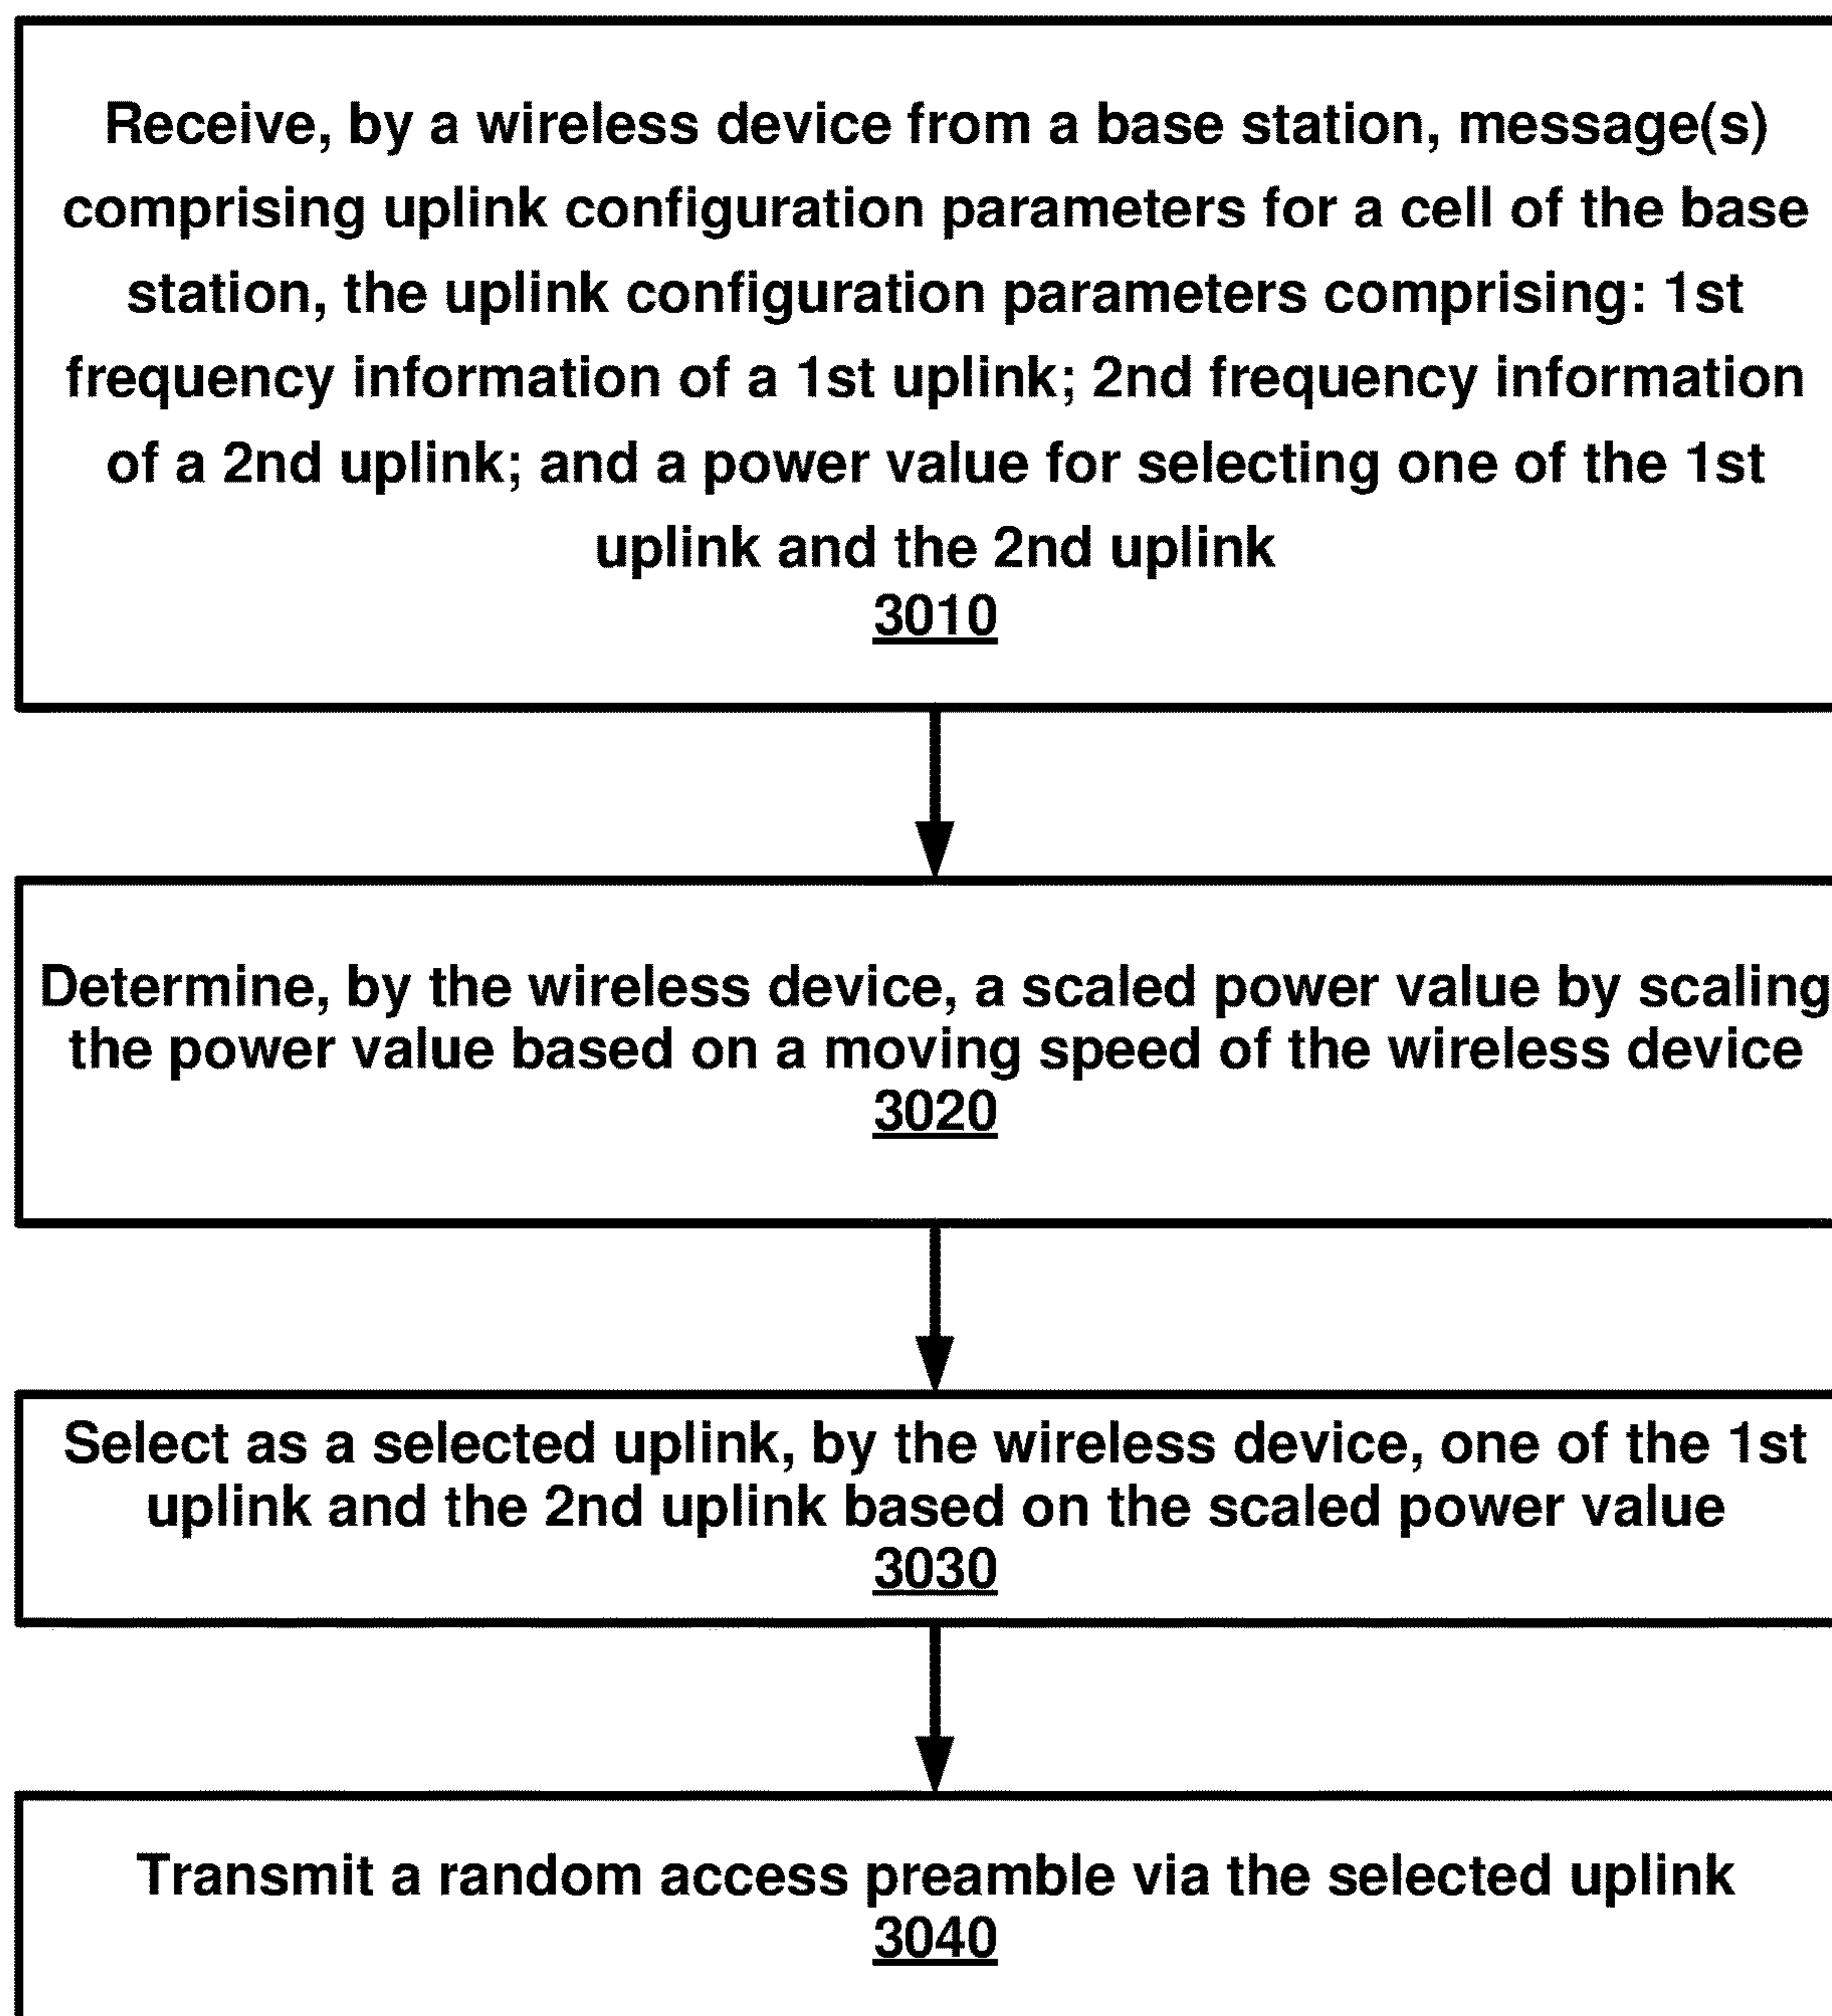 Receive, by a wireless device from a base station, message(s)
comprising uplink configuration parameters for a cell of the base
station, the uplink configuration parameters comprising: 1st
frequency information of a 1st uplink; 2nd frequency information
of a 2nd uplink; and a power value for selecting one of the 1st
uplink and the 2nd uplink
3010
Determine, by the wireless device, a scaled power value by scaling
the power value based on a moving speed of the wireless device
3020
Select as a selected uplink, by the wireless device, one of the 1st
uplink and the 2nd uplink based on the scaled power value
3030
Transmit a random access preamble via the selected uplink
3040